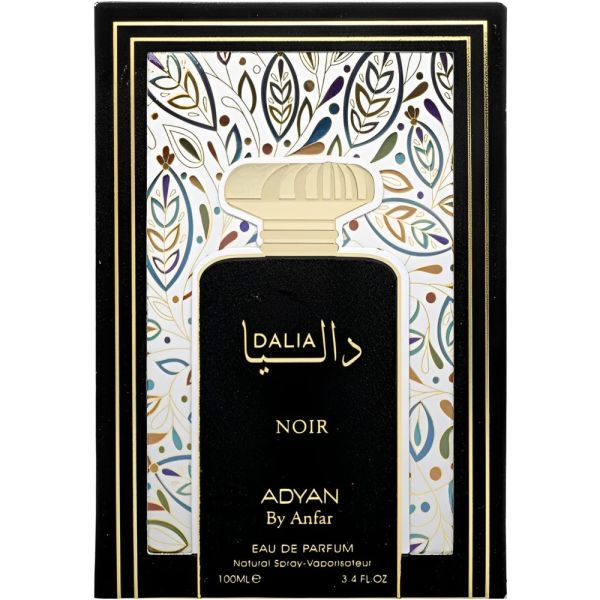 DALIA
داليا
NOIR
ADYAN
By Anfar
EAU DE PARFUM
Natural Spray-Vaporisateur
100ML℮ 3.4 FL.OZ